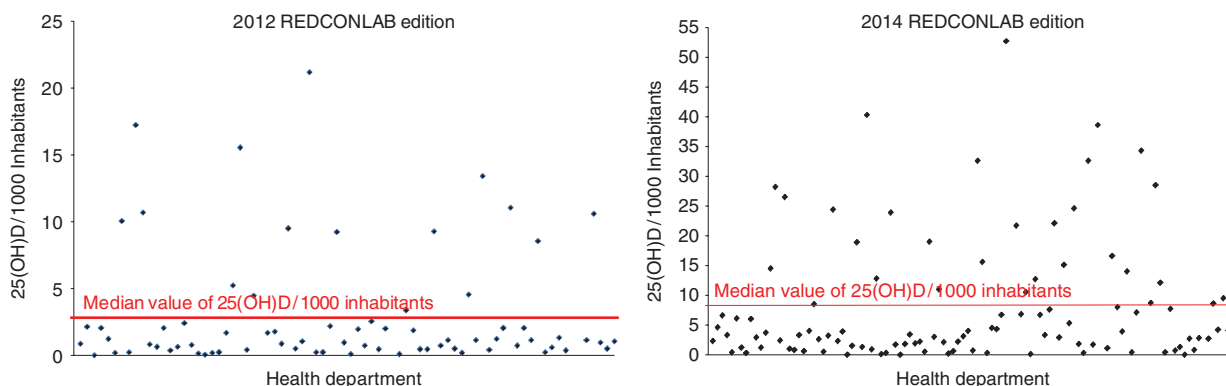 2012 REDCONLAB edition
25(OH)D/1000 Inhabitants
25
20
15
10
5
0
Median value of 25(OH)D/1000 inhabitants
Health department
2014 REDCONLAB edition
25(OH)D/1000 Inhabitants
55
50
45
40
35
30
25
20
15
10
5
0
Median value of 25(OH)D/1000 inhabitants
Health department